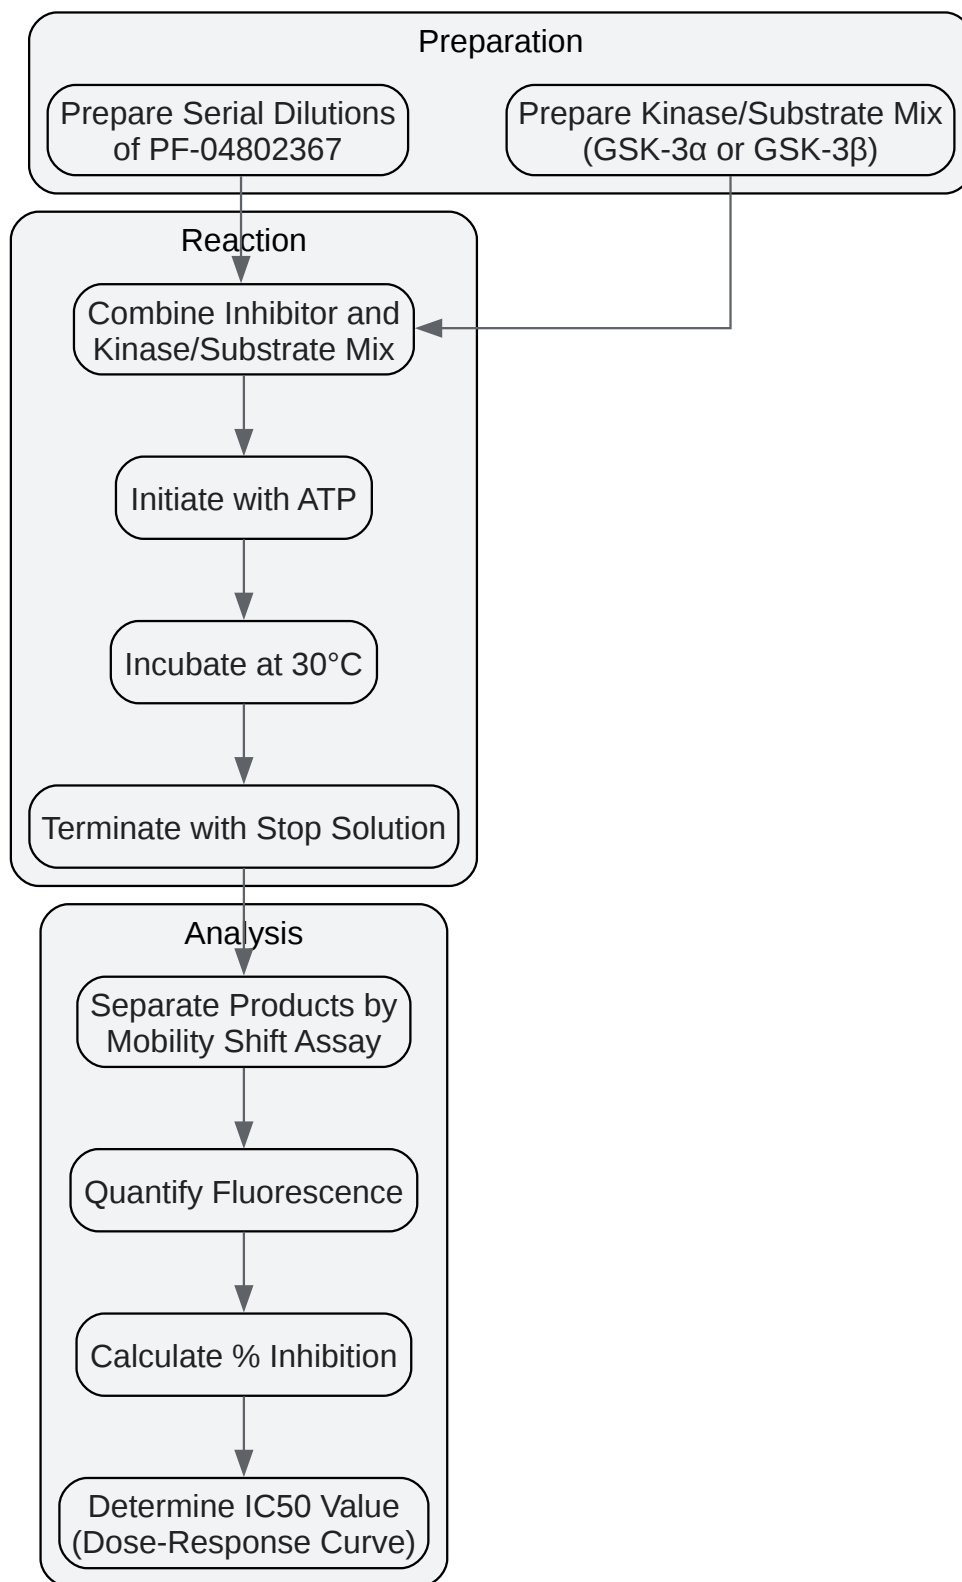 Preparation
Prepare Serial Dilutions
of PF-04802367
Prepare Kinase/Substrate Mix
(GSK-3α or GSK-3β)
Reaction
Combine Inhibitor and
Kinase/Substrate Mix
Initiate with ATP
Incubate at 30°C
Terminate with Stop Solution
Analysis
Separate Products by
Mobility Shift Assay
Quantify Fluorescence
Calculate % Inhibition
Determine IC50 Value
(Dose-Response Curve)